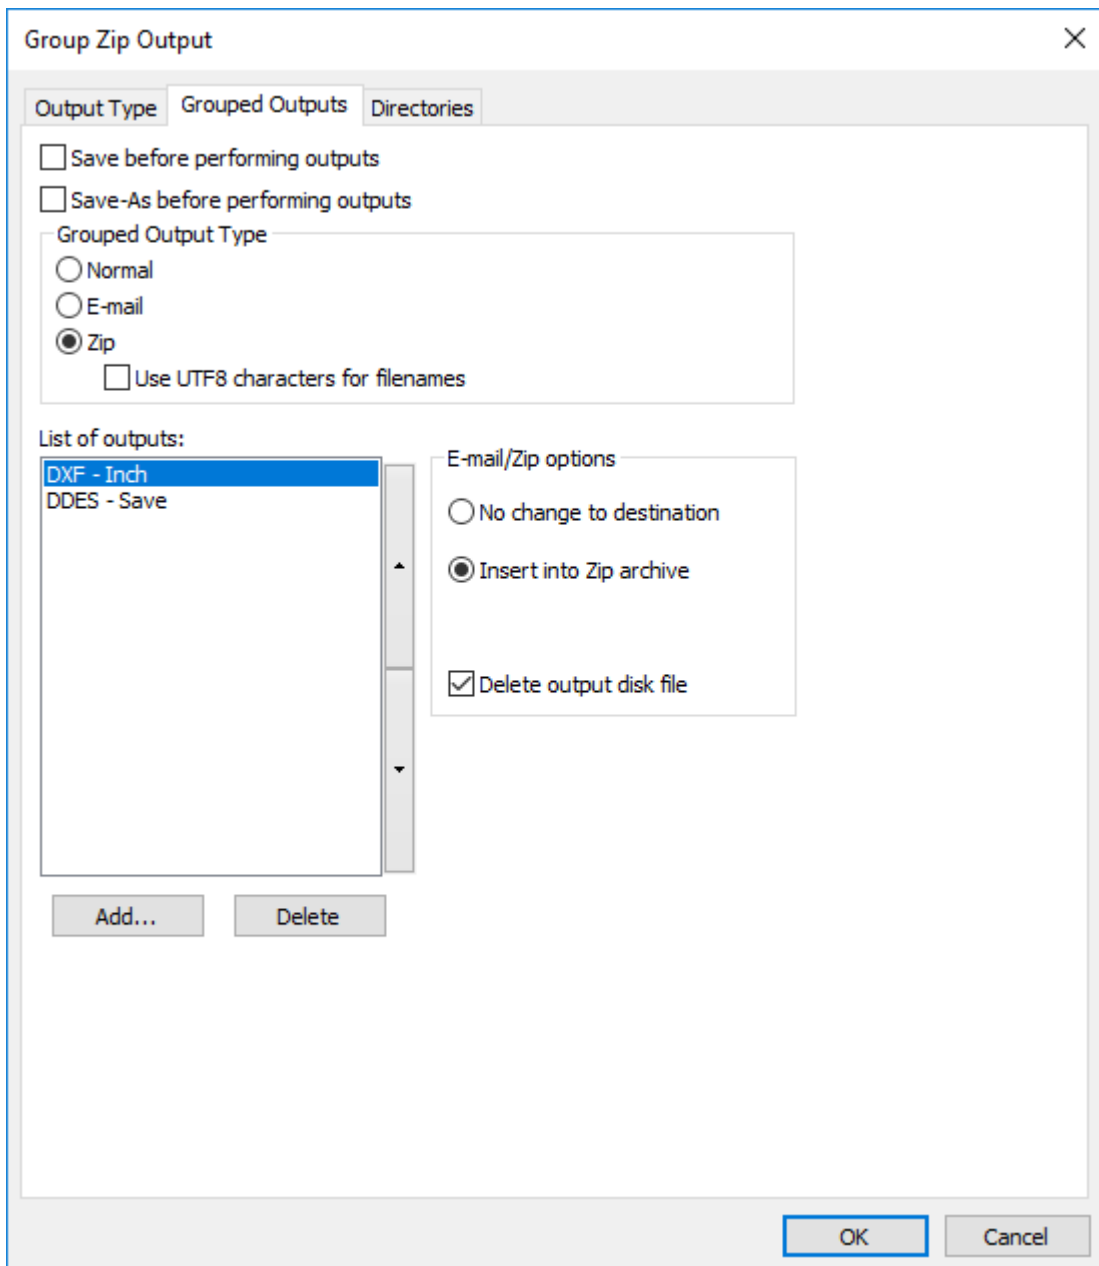 Group Zip Output
Output Type Grouped Outputs Directories
Save before performing outputs
Save-As before performing outputs
Grouped Output Type
Normal
E-mail
Zip
Use UTF8 characters for filenames
List of outputs:
DXF - Inch
DDES - Save
E-mail/Zip options
No change to destination
Insert into Zip archive
Delete output disk file
Add... Delete
OK Cancel